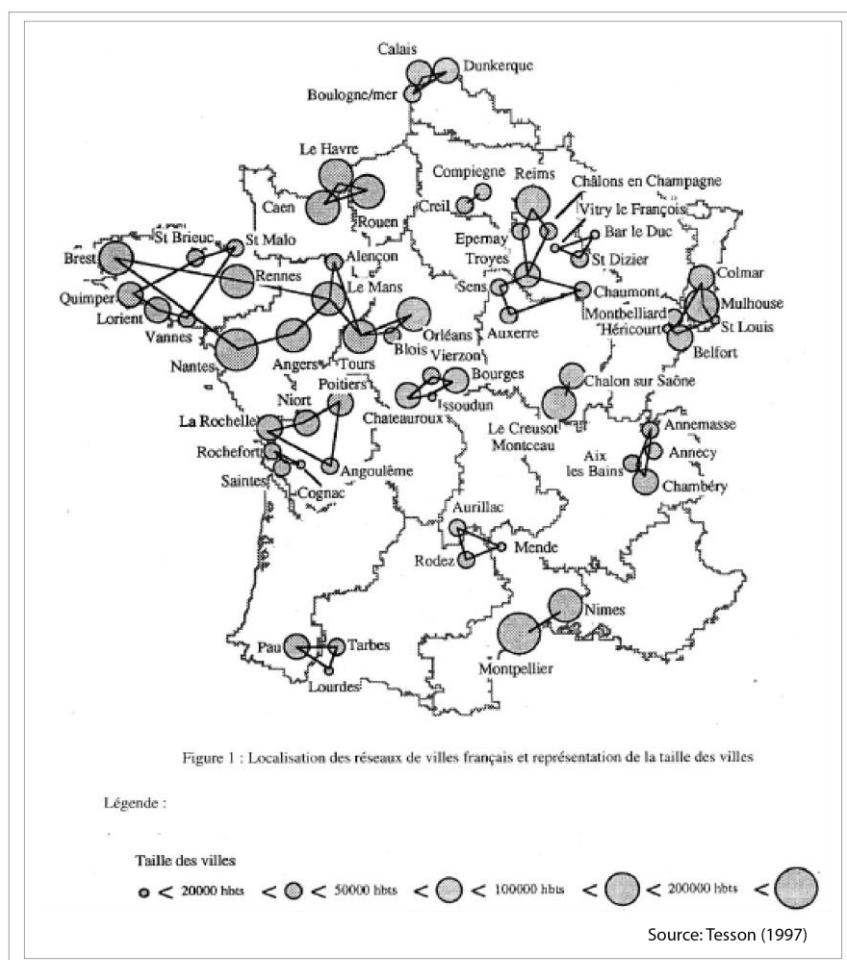 Calais
Dunkerque
Boulogne/mer
Le Havre
Compiegne
Reims
Châlons en Champagne
Vitry le François
Creil
Caen
Rouen
Bar le Duc
St Brieuc
St Malo
Alençon
Epernay
Troyes
St Dizier
Brest
Rennes
Le Mans
Sens
Chaumont
Colmar
Quimper
Lorient
Vannes
Orléans
Auxerre
Montbelliard
Mulhouse
Héricourt
St Louis
Nantes
Angers
Tours
Blois
Vierzon
Belfort
Poitiers
Bourges
Chalon sur Saône
Niort
Issoudun
Chateauroux
La Rochelle
Le Creusot
Montceau
Annemasse
Rochefort
Angoulême
Aix
les Bains
Annecy
Saintes
Cognac
Chambéry
Aurillac
Mende
Rodez
Nimes
Pau
Tarbes
Montpellier
Lourdes
Figure 1 : Localisation des réseaux de villes français et représentation de la taille des villes
Légende :
Taille des villes
< 20000 hbts < < 50000 hbts < < 100000 hbts < < 200000 hbts <
Source: Tesson (1997)